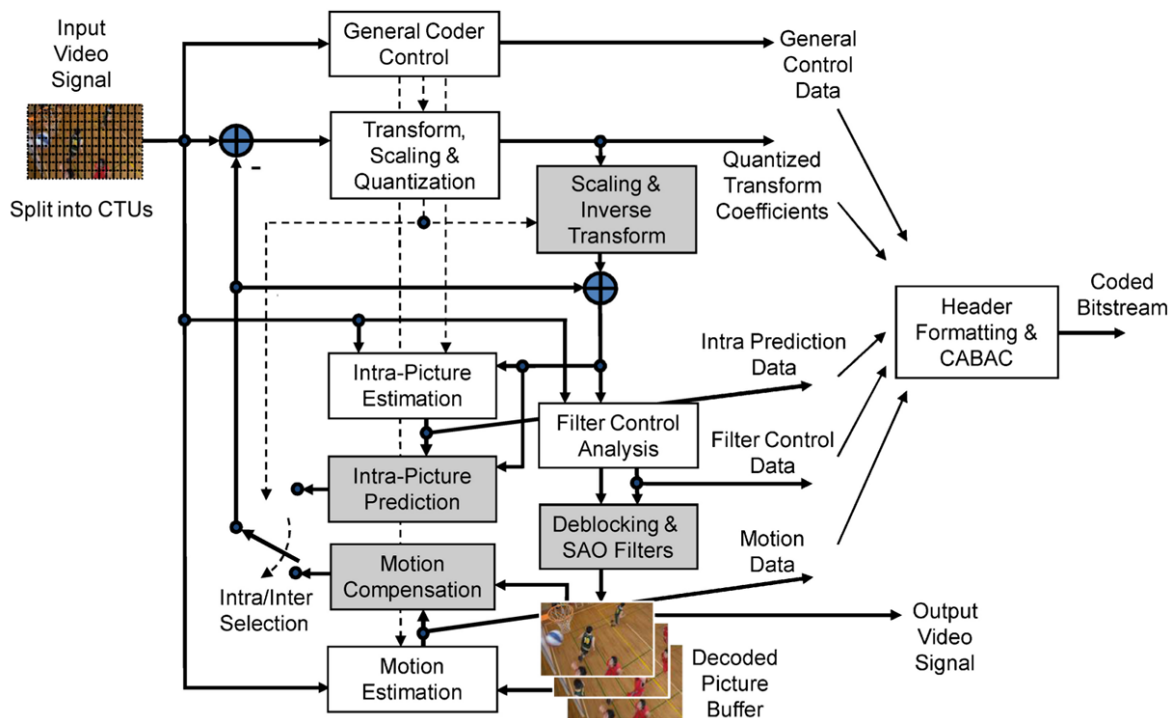 Input
Video
Signal
Split into CTUs
General Coder
Control
Transform,
Scaling &
Quantization
-
Scaling &
Inverse
Transform
General
Control
Data
Quantized
Transform
Coefficients
Header
Formatting &
CABAC
Coded
Bitstream
Intra-Picture
Estimation
Intra Prediction
Data
Filter Control
Analysis
Filter Control
Data
Intra-Picture
Prediction
Deblocking &
SAO Filters
Motion
Compensation
Motion
Data
Intra/Inter
Selection
Motion
Estimation
Decoded
Picture
Buffer
Output
Video
Signal